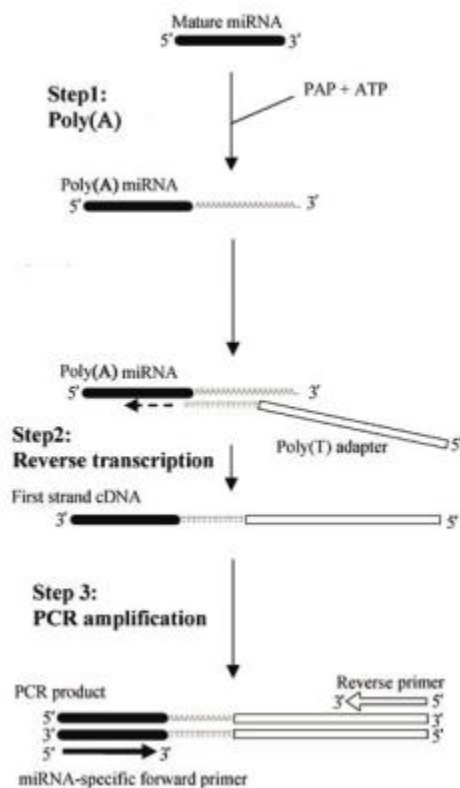 Mature miRNA
5' 3'
Step1:
Poly(A)
PAP + ATP
Poly(A) miRNA
5' 3'
Poly(A) miRNA
5' 3'
Step2:
Reverse transcription
Poly(T) adapter
5'
First strand cDNA
3' 5'
Step 3:
PCR amplification
PCR product
Reverse primer
3' 5'
5' 3'
3' 5'
5' 3'
miRNA-specific forward primer